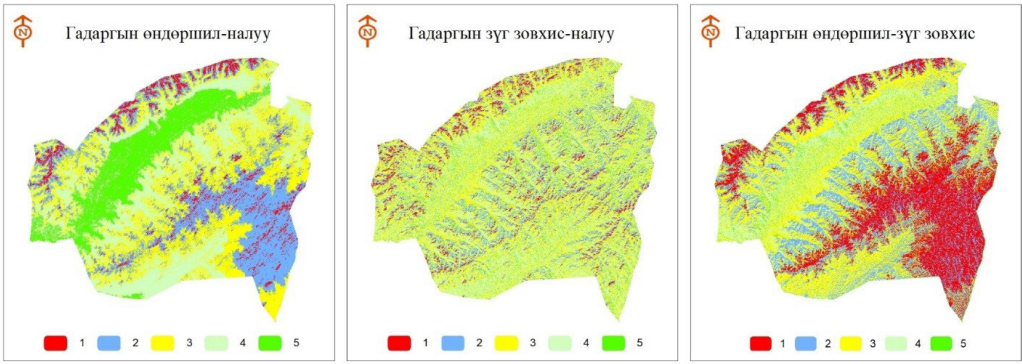 N
Гадаргын өндөршил-налуу
1 2 3 4 5
N
Гадаргын зүг зовхис-налуу
1 2 3 4 5
N
Гадаргын өндөршил-зүг зовхис
1 2 3 4 5